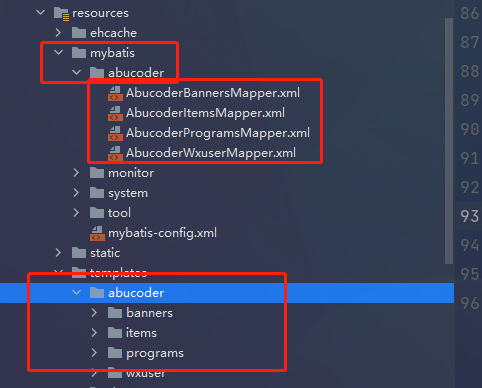 resources
86
ehcache
87
mybatis
88
abucoder
89
AbucoderBannersMapper.xml
90
AbucoderItemsMapper.xml
AbucoderProgramsMapper.xml
91
AbucoderWxuserMapper.xml
monitor
92
system
93
tool
mybatis-config.xml
94
static
95
templates
abucoder
96
banners
items
programs
wxuser